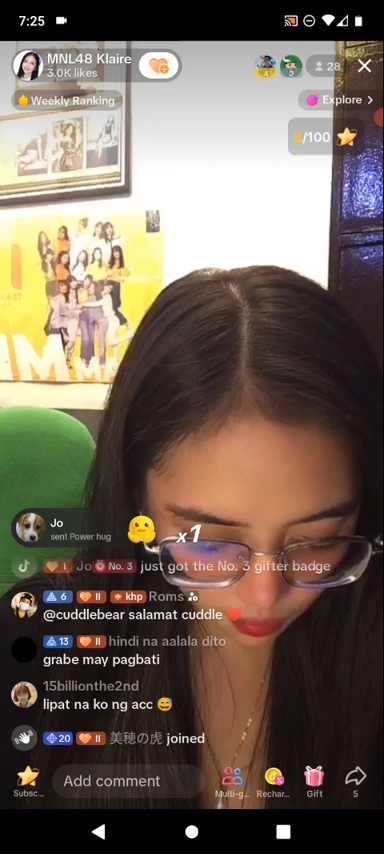 7:25
MNL48 Klaire
3.0K likes
28
Weekly Ranking
Explore >
8/100
Jo
sent Power hug
x1
I Jo No. 3 just got the No. 3 gifter badge
6 II khp Roms
@cuddlebear salamat cuddle ❤️
13 II hindi na aalala dito
grabe may pagbati
15billionthe2nd
lipat na ko ng acc 😅
20 II 美穂の虎 joined
Subsc...
Add comment
Multi-g...
Rechar...
Gift
5